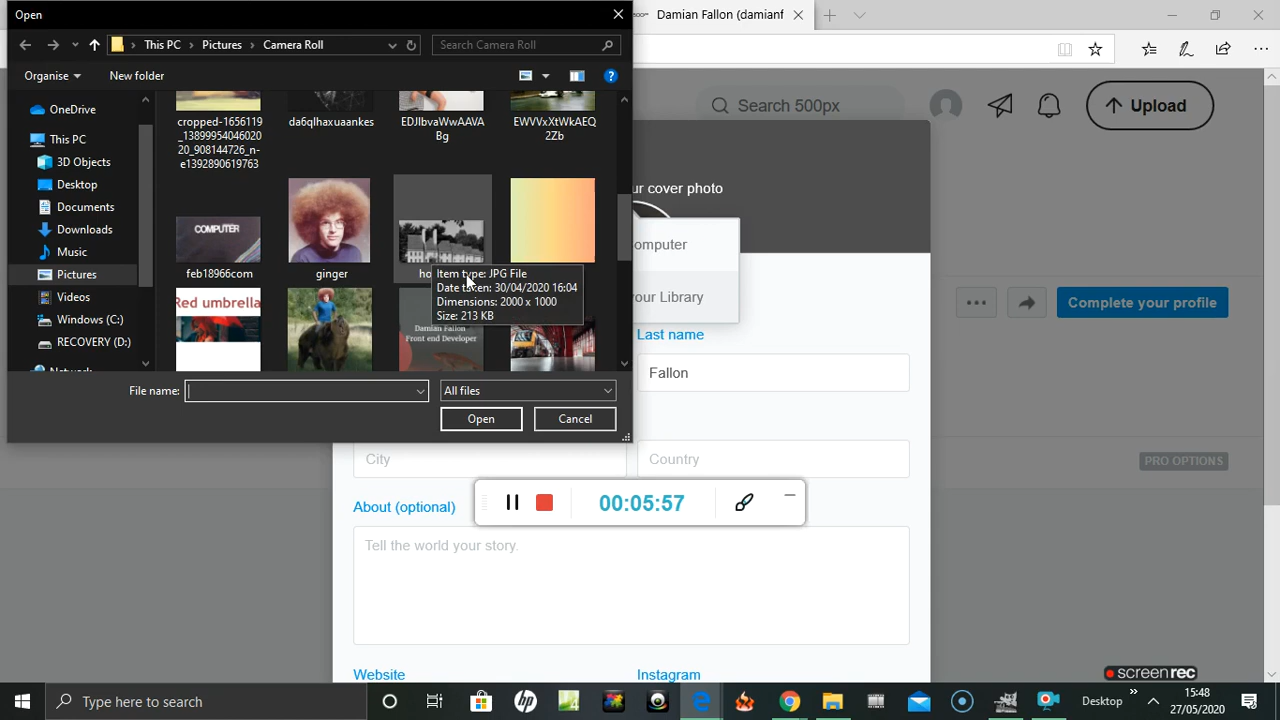 Open
Damian Fallon (damianf
This PC
Pictures
Camera Roll
Search Camera Roll
Organise
New folder
Search 500px
Upload
OneDrive
This PC
3D Objects
Desktop
Documents
Downloads
Music
Pictures
Videos
Windows (C:)
RECOVERY (D:)
cropped-1656119
_13899954046020
20_908144726_n-
e1392890619763
da6qlhaxuaankes
EDJIbvaWwAAVA
Bg
EWVVxXtWkAEQ
2Zb
COMPUTER
feb18966com
ginger
ho
Item type: JPG File
Date taken: 30/04/2020 16:04
Dimensions: 2000 x 1000
Size: 213 KB
Red umbrella
Damian Fallon
Front end Developer
File name:
All files
Open
Cancel
ur cover photo
omputer
our Library
Complete your profile
Last name
Fallon
PRO OPTIONS
City
Country
About (optional)
00:05:57
Tell the world your story.
Website
Instagram
screenrec
Type here to search
Desktop
15:48
27/05/2020